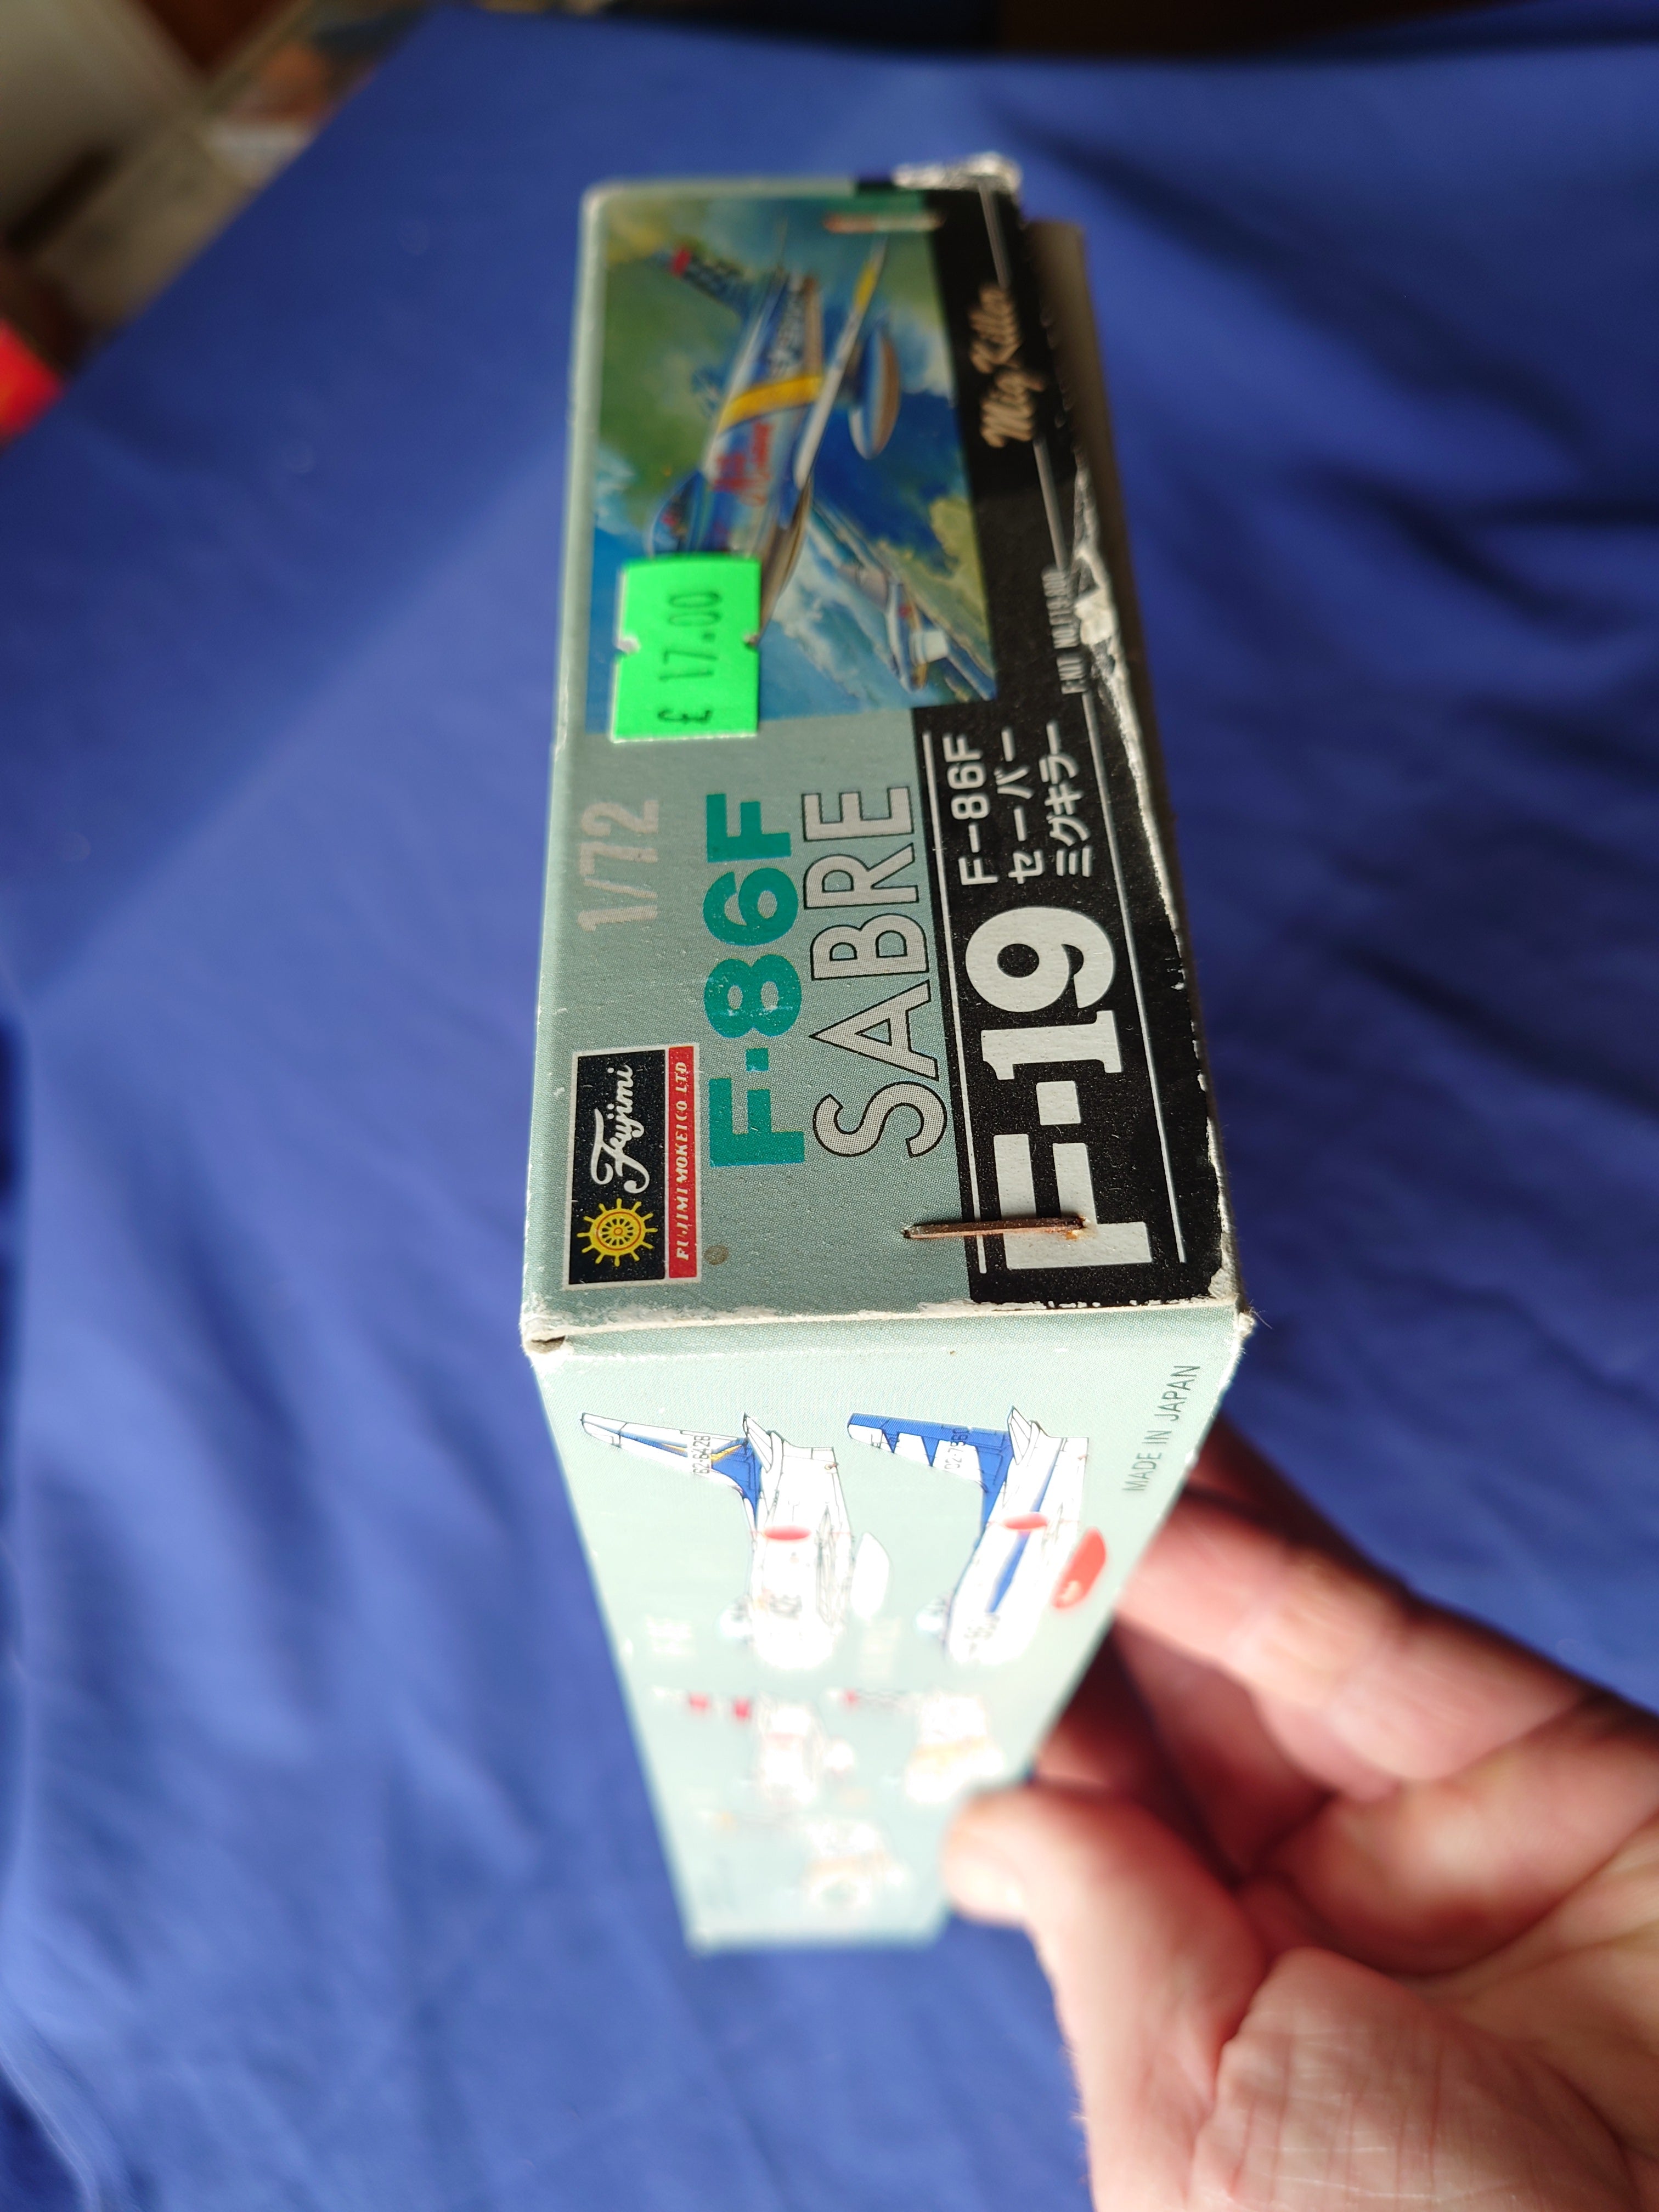 Fujimi
FUJIMI MOKEI CO LTD
1/72
F-86F
SABRE
£ 17.00
F-19
F-86F
セーバー
ミグキラー
Mig Killer
MADE IN JAPAN